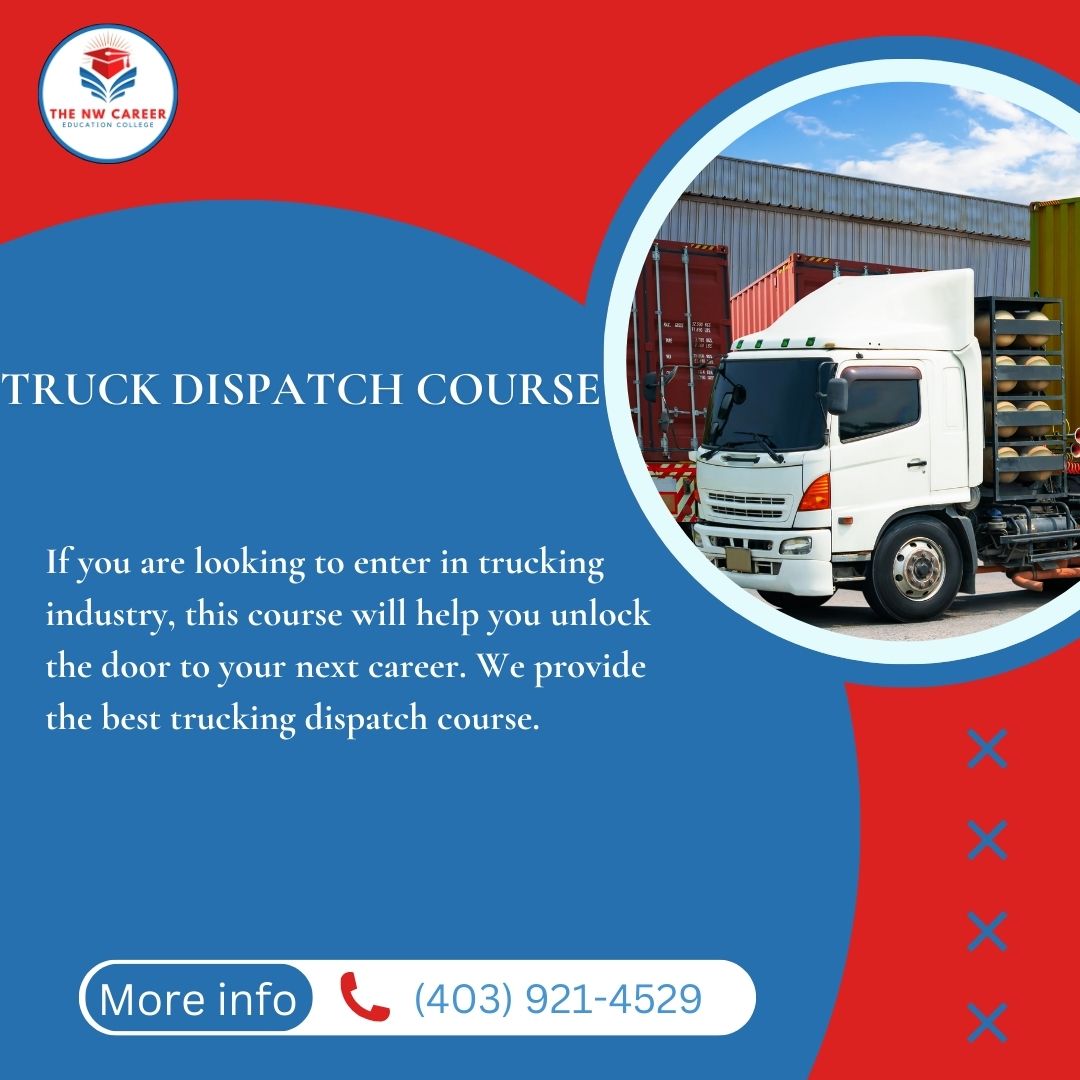 THE NW CAREER
EDUCATION COLLEGE
TRUCK DISPATCH COURSE
If you are looking to enter in trucking
industry, this course will help you unlock
the door to your next career. We provide
the best trucking dispatch course.
More info
(403) 921-4529